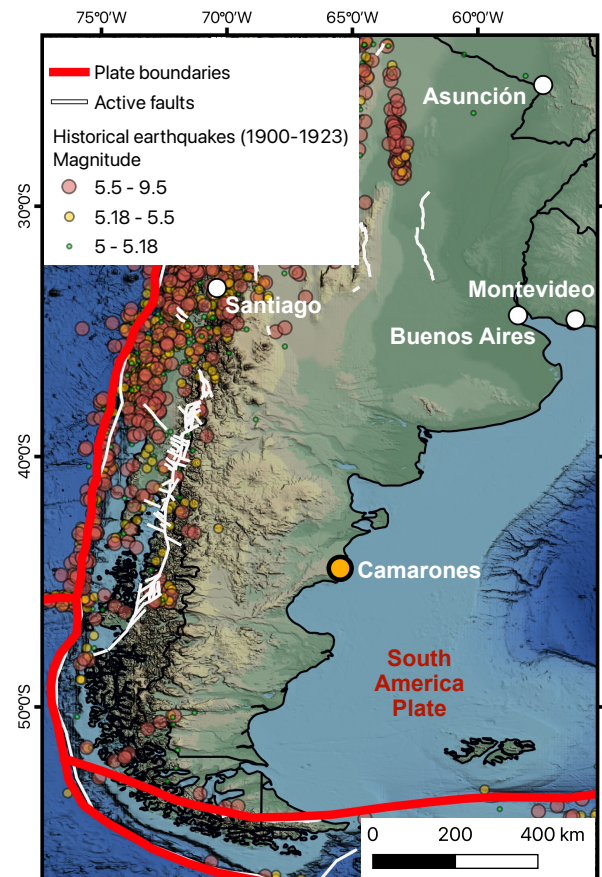 75°0'W 70°0'W 65°0'W 60°0'W
Plate boundaries
Active faults
Historical earthquakes (1900-1923)
Magnitude
5.5 - 9.5
5.18 - 5.5
5 - 5.18
Asunción
30°0'S
Santiago
Montevideo
Buenos Aires
40°0'S
Camarones
South
America
Plate
50°0'S
0 200 400 km